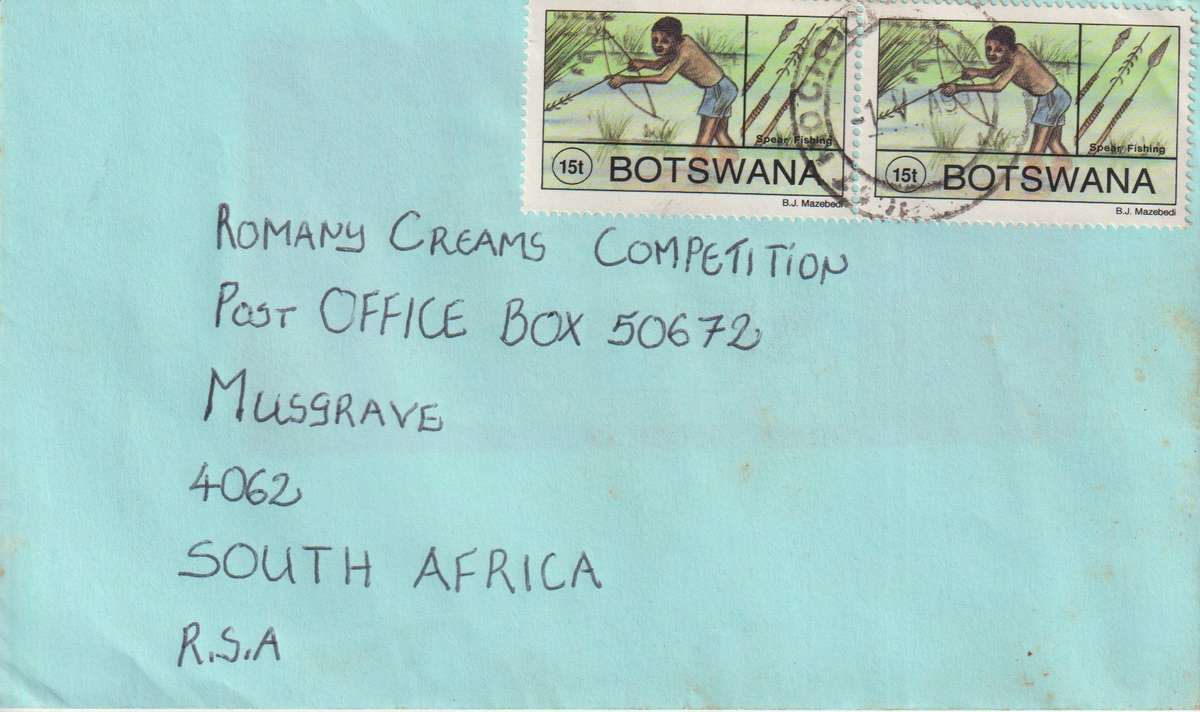 Spear Fishing
15t BOTSWANA
B.J. Mazebedi
Spear Fishing
15t BOTSWANA
B.J. Mazebedi
ROMANY CREAMS COMPETITION
POST OFFICE BOX 50672
MUSGRAVE
4062
SOUTH AFRICA
R.S.A